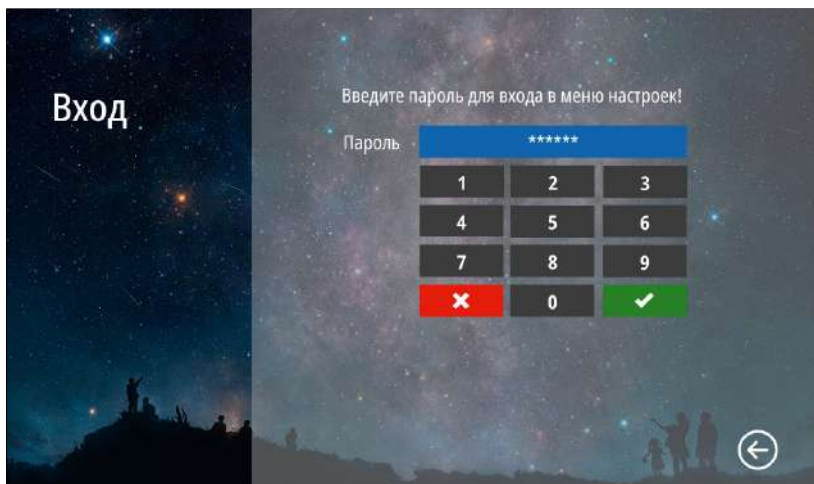 Вход
Введите пароль для входа в меню настроек!
Пароль ******
1 2 3
4 5 6
7 8 9
0